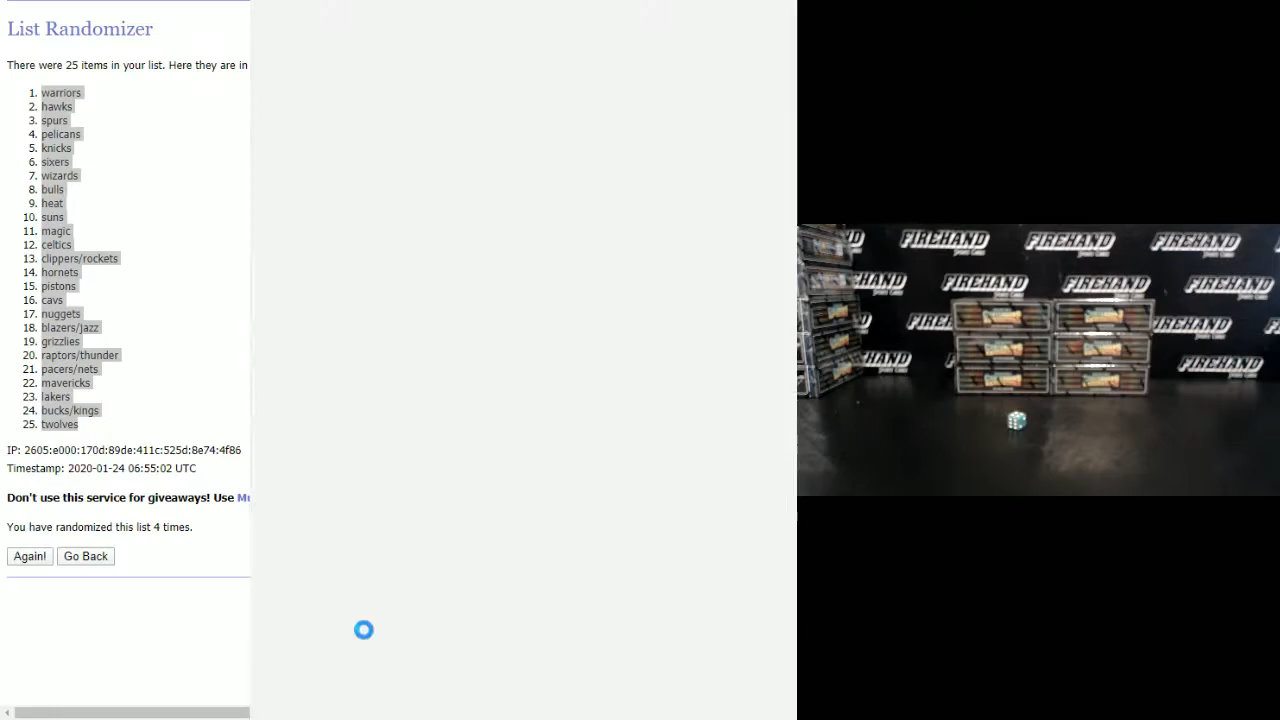 List Randomizer
There were 25 items in your list. Here they are in
1. warriors
2. hawks
3. spurs
4. pelicans
5. knicks
6. sixers
7. wizards
8. bulls
9. heat
10. suns
11. magic
12. celtics
13. clippers/rockets
14. hornets
15. pistons
16. cavs
17. nuggets
18. blazers/jazz
19. grizzlies
20. raptors/thunder
21. pacers/nets
22. mavericks
23. lakers
24. bucks/kings
25. twolves
IP: 2605:e000:170d:89de:411c:525d:8e74:4f86
Timestamp: 2020-01-24 06:55:02 UTC
Don't use this service for giveaways! Use
You have randomized this list 4 times.
Again! Go Back
FIREHAND FIREHAND FIREHAND
FIREHAND FIREHAND FIREHAND
FIREHAND